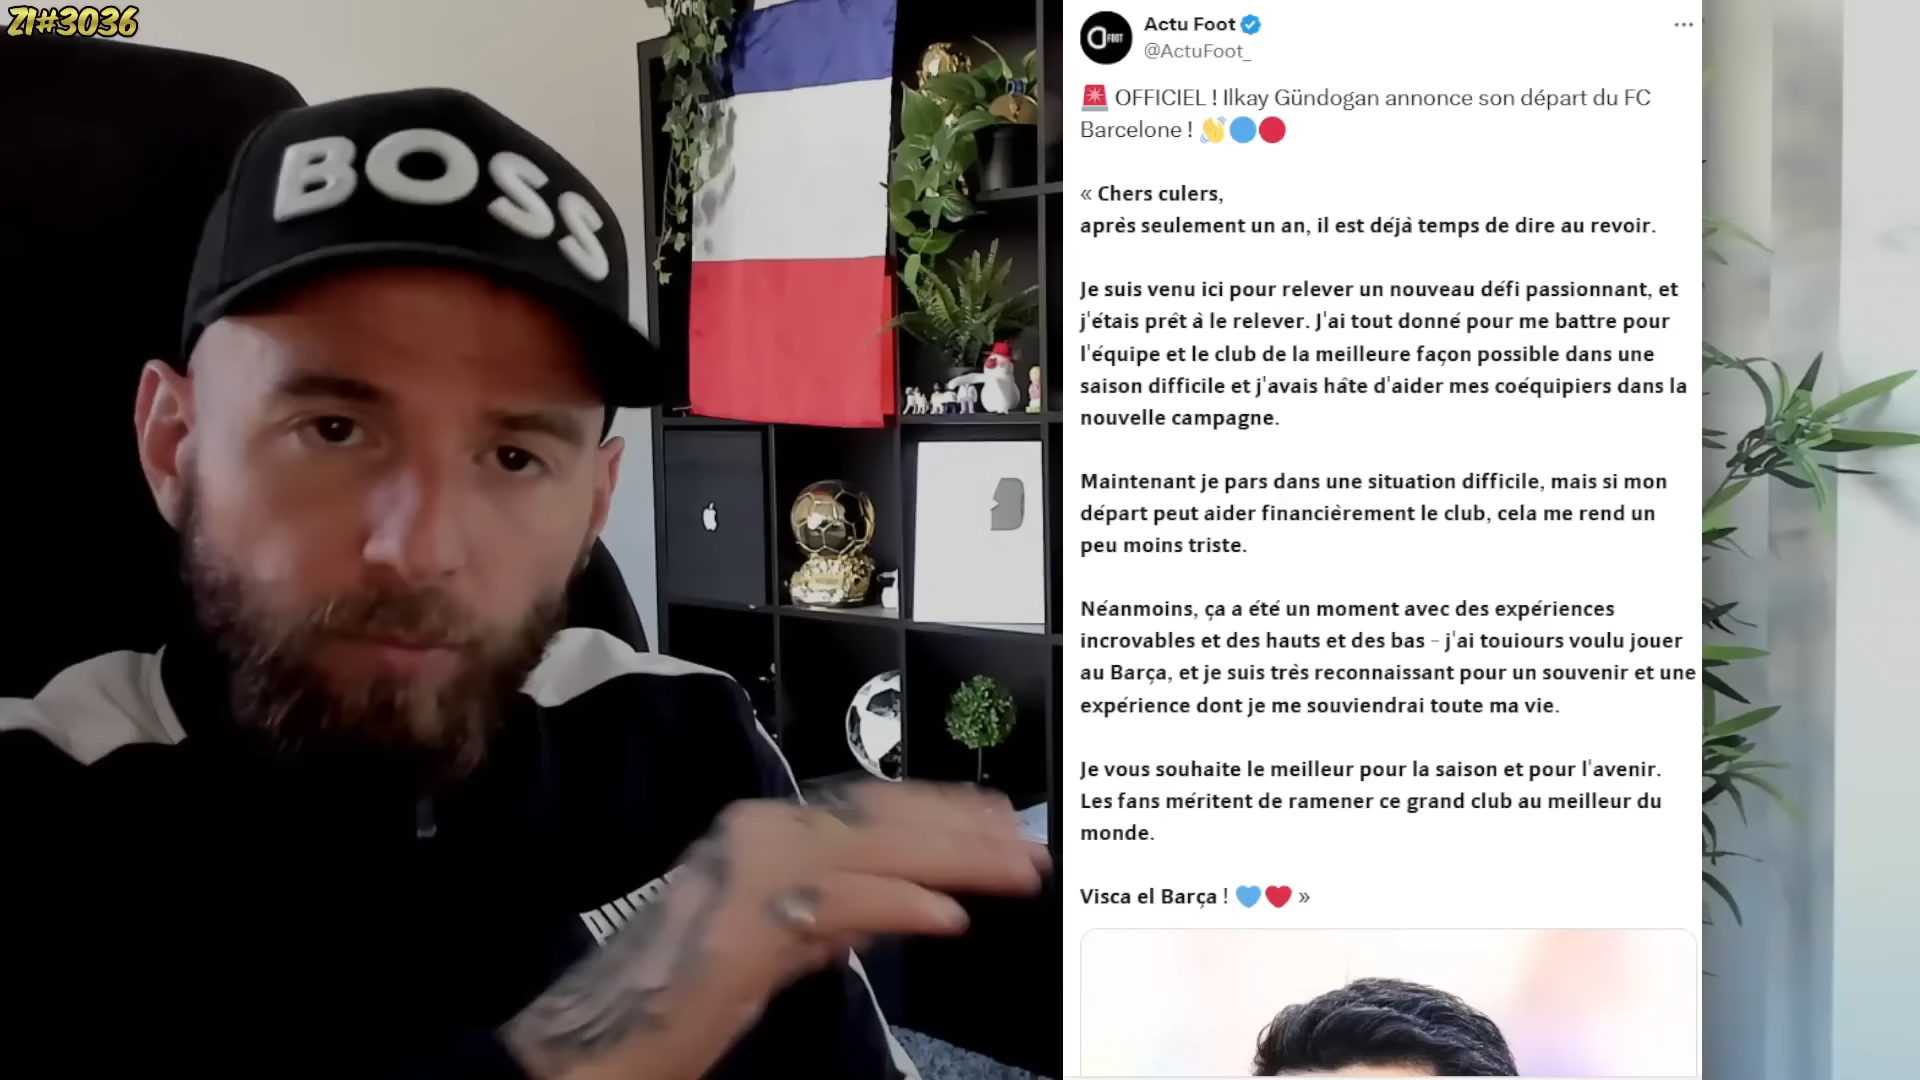 ZI#3036
BOSS
PUMA
FOOT
Actu Foot
@ActuFoot_
🚨 OFFICIEL ! Ilkay Gündogan annonce son départ du FC
Barcelone ! 👋🔵🔴
« Chers culers,
après seulement un an, il est déjà temps de dire au revoir.
Je suis venu ici pour relever un nouveau défi passionnant, et
j'étais prêt à le relever. J'ai tout donné pour me battre pour
l'équipe et le club de la meilleure façon possible dans une
saison difficile et j'avais hâte d'aider mes coéquipiers dans la
nouvelle campagne.
Maintenant je pars dans une situation difficile, mais si mon
départ peut aider financièrement le club, cela me rend un
peu moins triste.
Néanmoins, ça a été un moment avec des expériences
incroyables et des hauts et des bas - j'ai toujours voulu jouer
au Barça, et je suis très reconnaissant pour un souvenir et une
expérience dont je me souviendrai toute ma vie.
Je vous souhaite le meilleur pour la saison et pour l'avenir.
Les fans méritent de ramener ce grand club au meilleur du
monde.
Visca el Barça ! 💙❤️ »